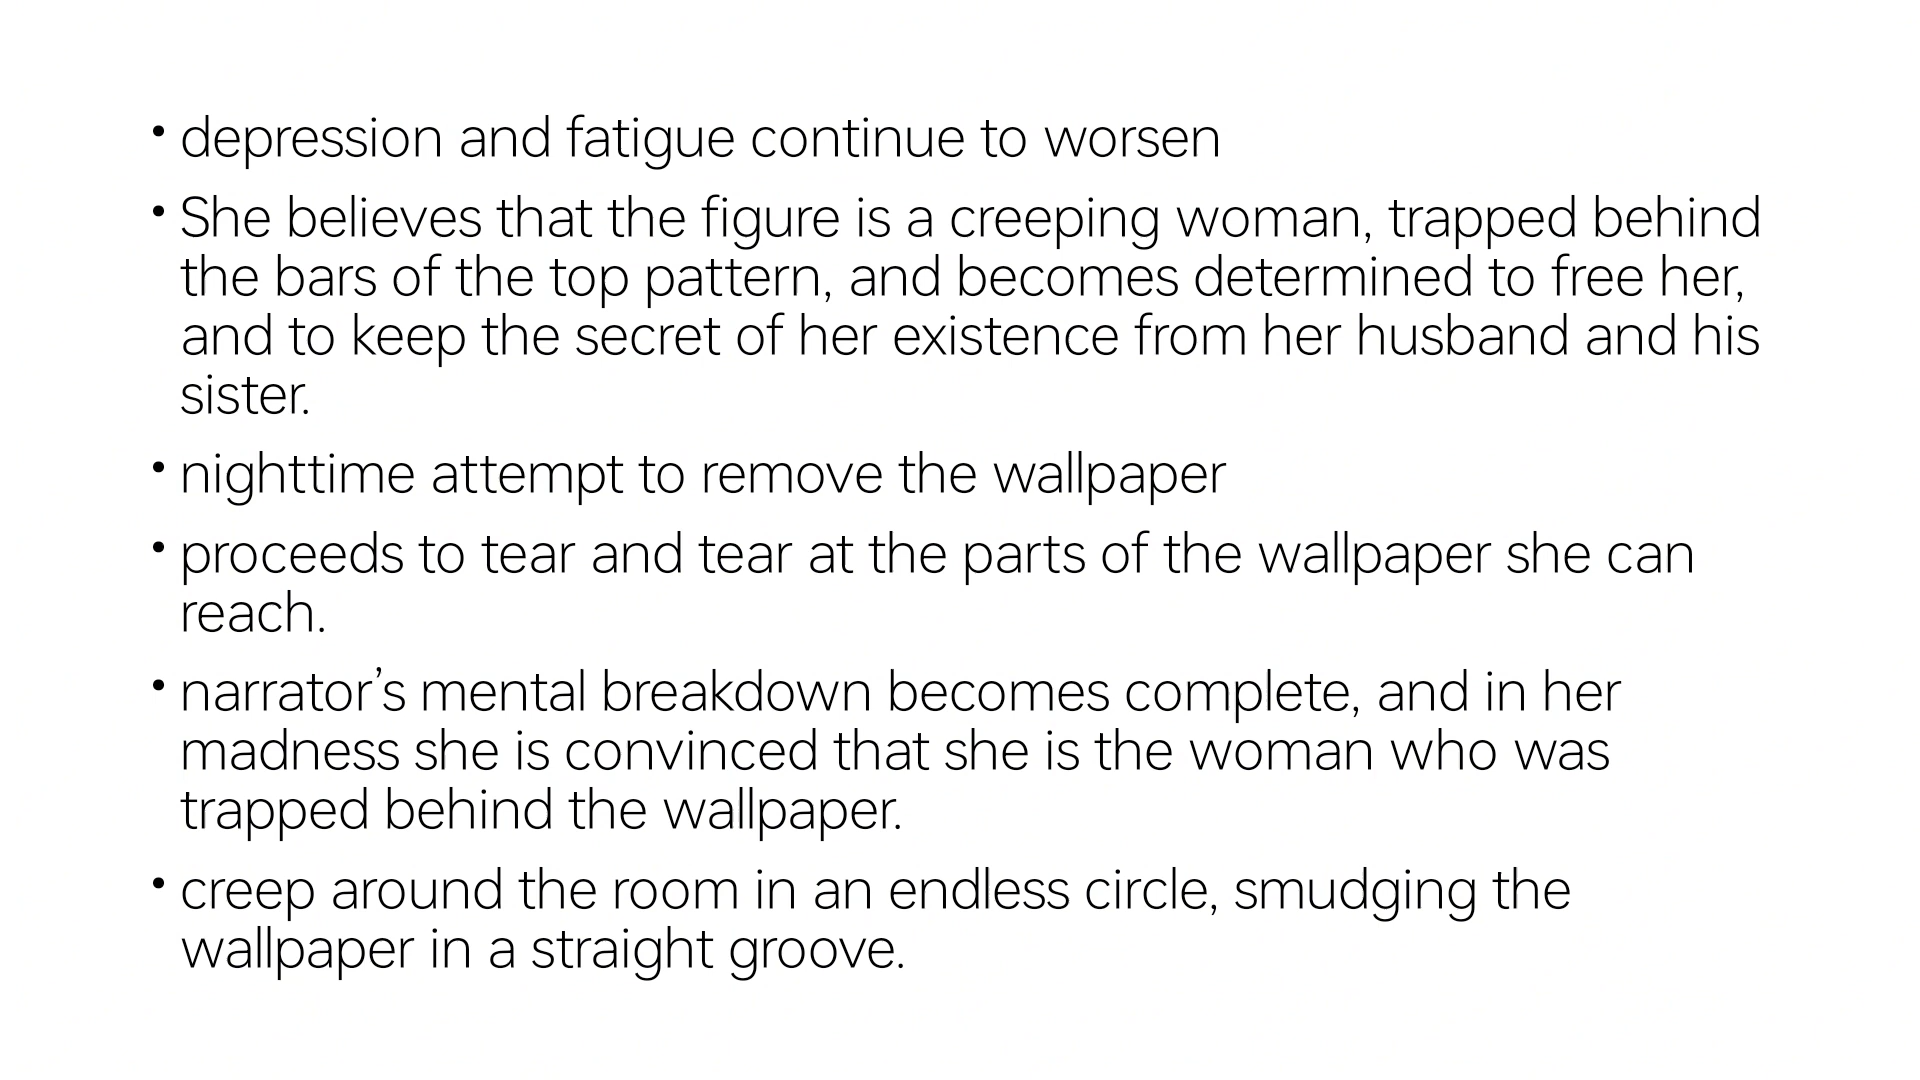 • depression and fatigue continue to worsen
• She believes that the figure is a creeping woman, trapped behind
the bars of the top pattern, and becomes determined to free her,
and to keep the secret of her existence from her husband and his
sister.
• nighttime attempt to remove the wallpaper
• proceeds to tear and tear at the parts of the wallpaper she can
reach.
• narrator’s mental breakdown becomes complete, and in her
madness she is convinced that she is the woman who was
trapped behind the wallpaper.
• creep around the room in an endless circle, smudging the
wallpaper in a straight groove.